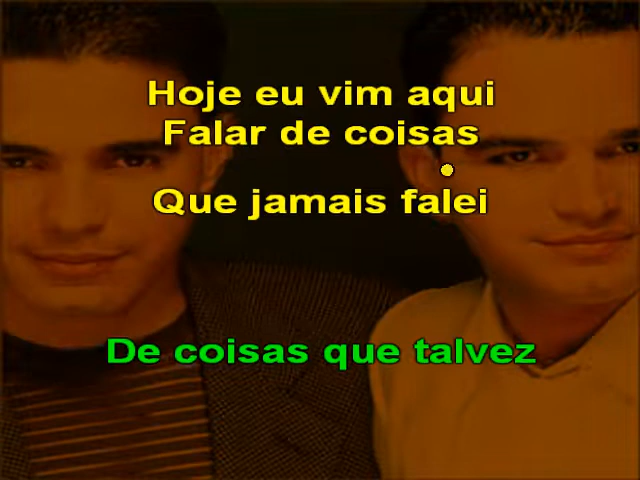 Hoje eu vim aqui
Falar de coisas
Que jamais falei
De coisas que talvez